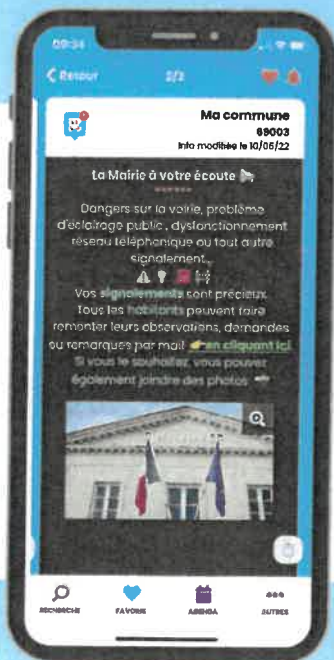 09:34
Retour
2/3
Ma commune
69003
Info modifiée le 10/05/22
La Mairie à votre écoute
Dangers sur la voirie, problème
d'éclairage public, dysfonctionnement
réseau téléphonique ou tout autre
signalement...
Vos signalements sont précieux.
Tous les habitants peuvent faire
remonter leurs observations, demandes
ou remarques par mail en cliquant ici
Si vous le souhaitez, vous pouvez
également joindre des photos
RECHERCHE
FAVORIS
AGENDA
AUTRES